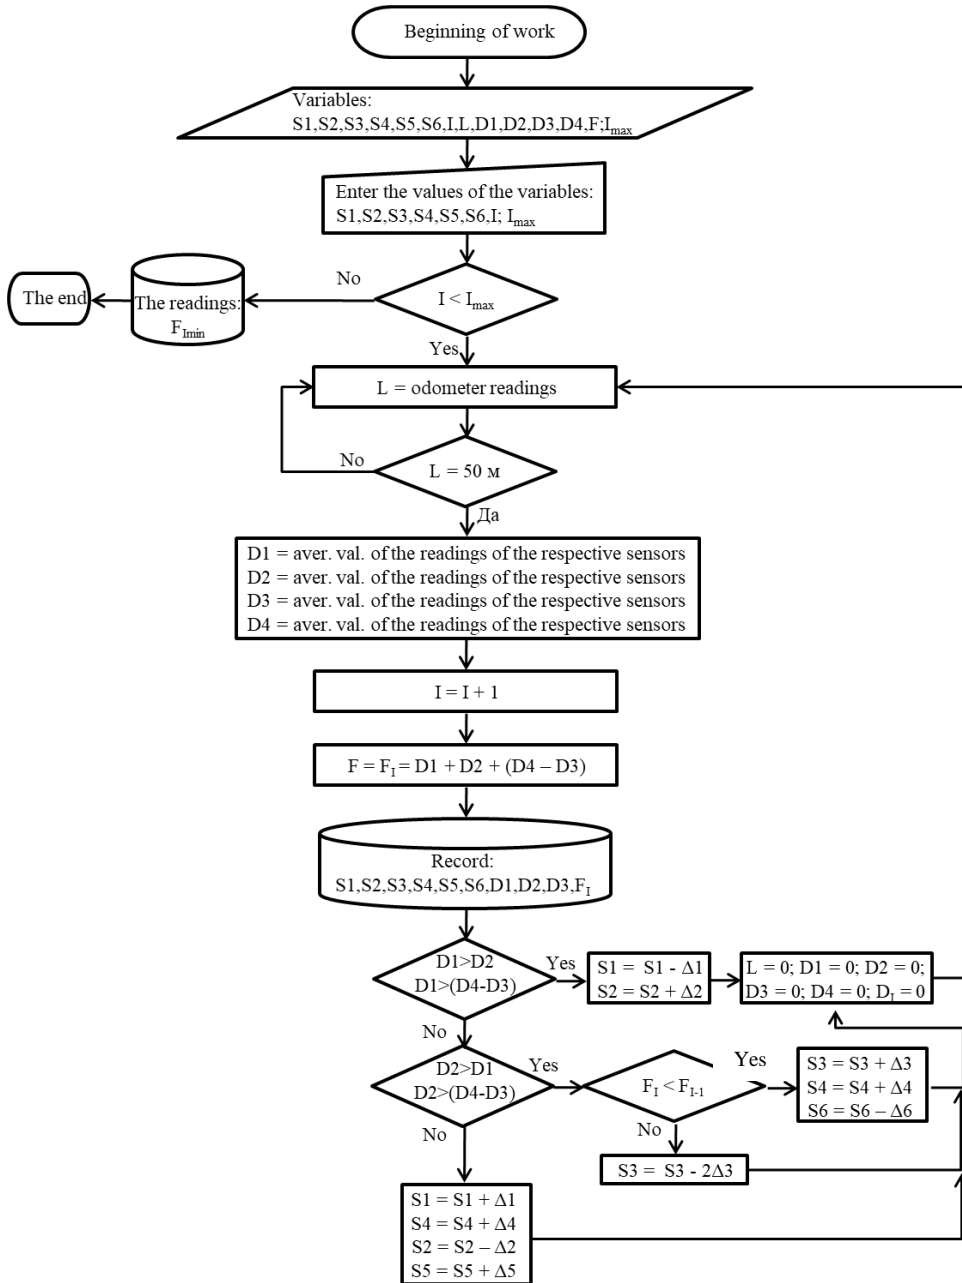 Beginning of work
Variables:
S1,S2,S3,S4,S5,S6,I,L,D1,D2,D3,D4,F;Imax
Enter the values of the variables:
S1,S2,S3,S4,S5,S6,I; Imax
No
I < Imax
The readings:
FImin
The end
Yes
L = odometer readings
No
L = 50 м
Да
D1 = aver. val. of the readings of the respective sensors
D2 = aver. val. of the readings of the respective sensors
D3 = aver. val. of the readings of the respective sensors
D4 = aver. val. of the readings of the respective sensors
I = I + 1
F = FI = D1 + D2 + (D4 – D3)
Record:
S1,S2,S3,S4,S5,S6,D1,D2,D3,FI
D1>D2
D1>(D4-D3)
Yes
S1 = S1 - Δ1
S2 = S2 + Δ2
L = 0; D1 = 0; D2 = 0;
D3 = 0; D4 = 0; DI = 0
No
D2>D1
D2>(D4-D3)
Yes
FI < FI-1
Yes
S3 = S3 + Δ3
S4 = S4 + Δ4
S6 = S6 – Δ6
No
S3 = S3 - 2Δ3
No
S1 = S1 + Δ1
S4 = S4 + Δ4
S2 = S2 – Δ2
S5 = S5 + Δ5